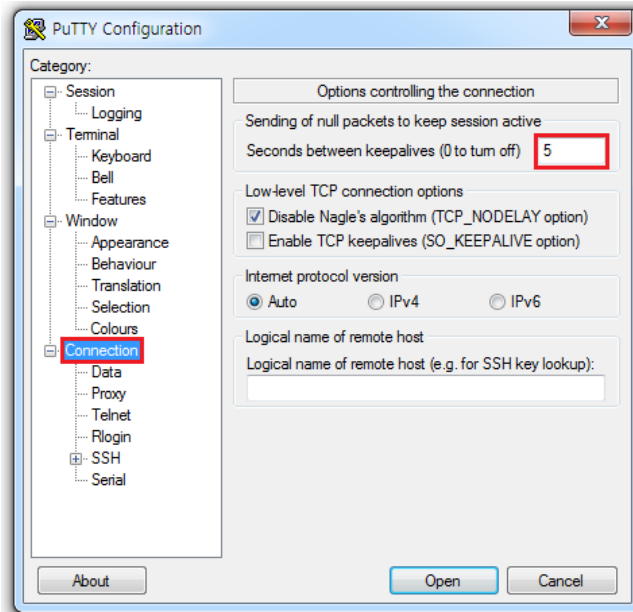 PuTTY Configuration
Category:
Session
Logging
Terminal
Keyboard
Bell
Features
Window
Appearance
Behaviour
Translation
Selection
Colours
Connection
Data
Proxy
Telnet
Rlogin
SSH
Serial
Options controlling the connection
Sending of null packets to keep session active
Seconds between keepalives (0 to turn off) 5
Low-level TCP connection options
Disable Nagle's algorithm (TCP_NODELAY option)
Enable TCP keepalives (SO_KEEPALIVE option)
Internet protocol version
Auto IPv4 IPv6
Logical name of remote host
Logical name of remote host (e.g. for SSH key lookup):
About Open Cancel